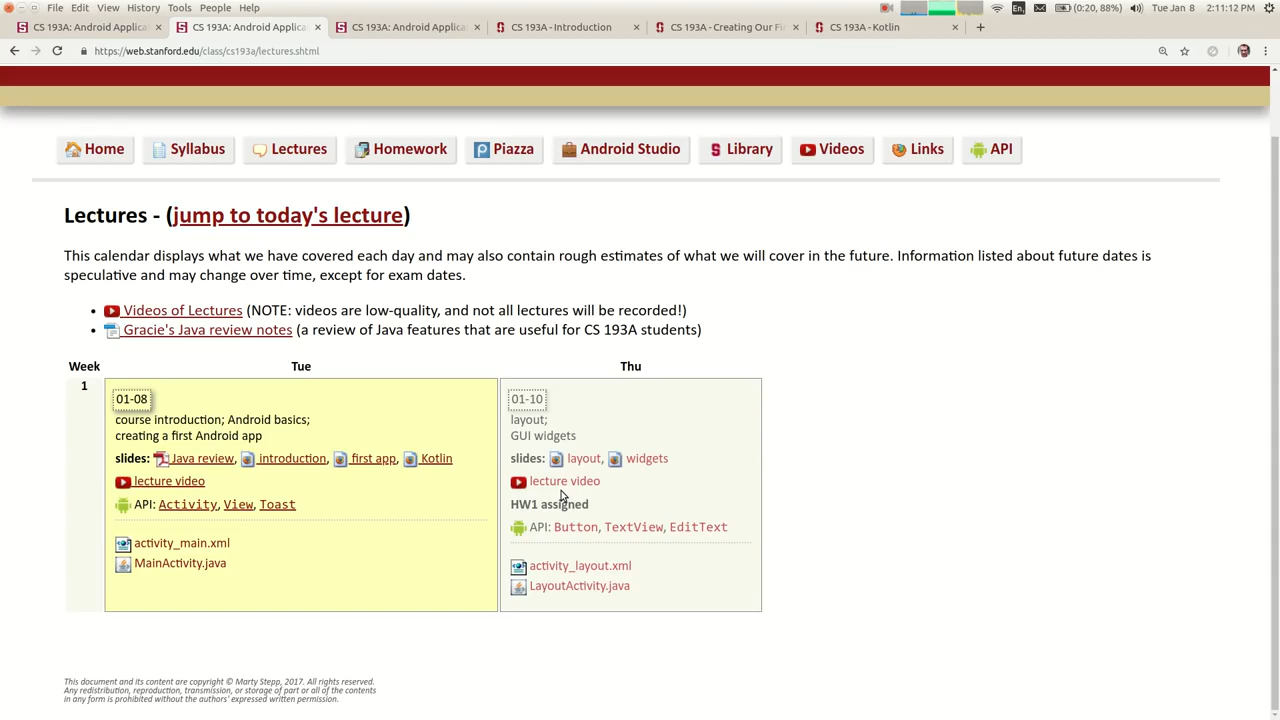 File Edit View History Tools People Help
En (0:20, 88%) Tue Jan 8 2:11:12 PM
CS 193A: Android Applica × CS 193A: Android Applica × CS 193A: Android Applica × CS 193A - Introduction × CS 193A - Creating Our Fi × CS 193A - Kotlin × +
https://web.stanford.edu/class/cs193a/lectures.shtml
Home Syllabus Lectures Homework Piazza Android Studio Library Videos Links API
Lectures - (jump to today's lecture)
This calendar displays what we have covered each day and may also contain rough estimates of what we will cover in the future. Information listed about future dates is
speculative and may change over time, except for exam dates.
• Videos of Lectures (NOTE: videos are low-quality, and not all lectures will be recorded!)
• Gracie's Java review notes (a review of Java features that are useful for CS 193A students)
Week Tue Thu
1
01-08
course introduction; Android basics;
creating a first Android app
slides: Java review, introduction, first app, Kotlin
lecture video
API: Activity, View, Toast
activity_main.xml
MainActivity.java
01-10
layout;
GUI widgets
slides: layout, widgets
lecture video
HW1 assigned
API: Button, TextView, EditText
activity_layout.xml
LayoutActivity.java
This document and its content are copyright © Marty Stepp, 2017. All rights reserved.
Any redistribution, reproduction, transmission, or storage of part or all of the contents
in any form is prohibited without the authors' expressed written permission.